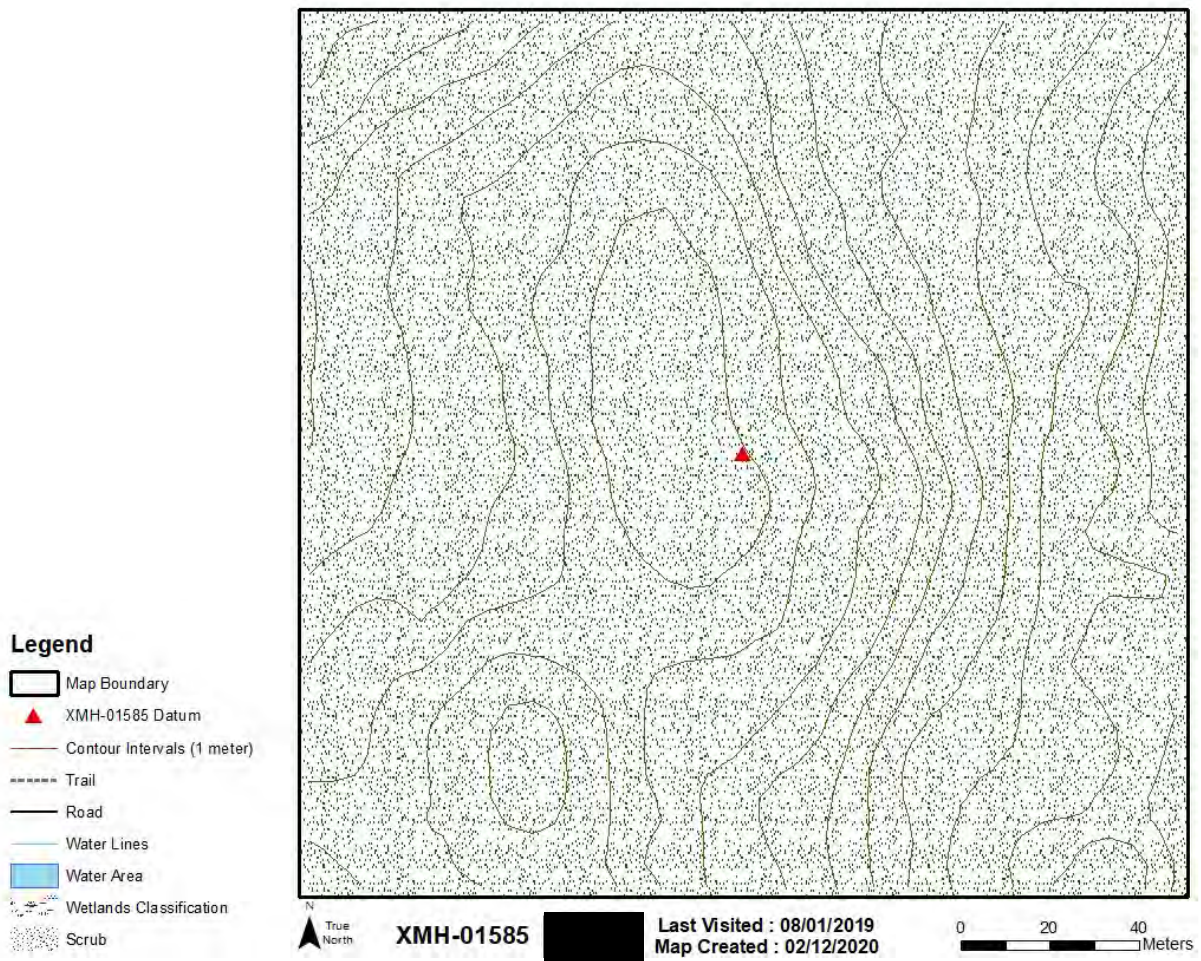 Legend
Map Boundary
XMH-01585 Datum
Contour Intervals (1 meter)
Trail
Road
Water Lines
Water Area
Wetlands Classification
Scrub
N
True
North
XMH-01585
Last Visited : 08/01/2019
Map Created : 02/12/2020
0 20 40
Meters